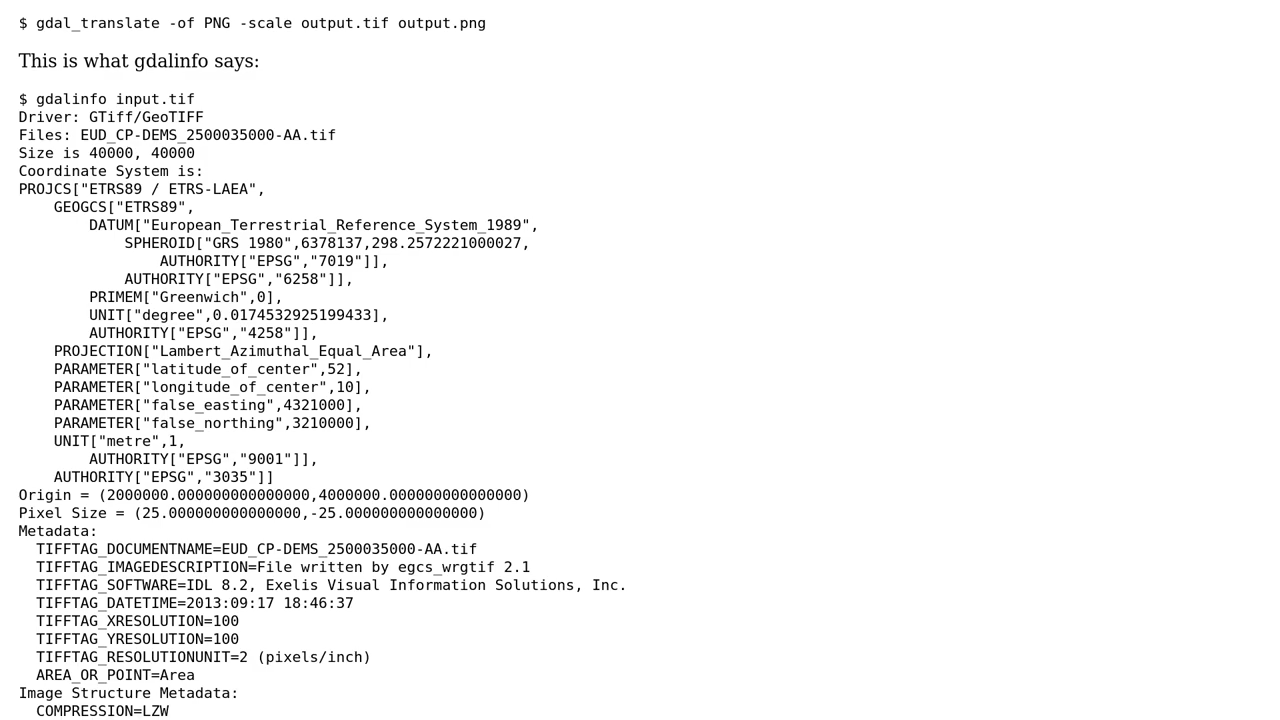 $ gdal_translate -of PNG -scale output.tif output.png
This is what gdalinfo says:
$ gdalinfo input.tif
Driver: GTiff/GeoTIFF
Files: EUD_CP-DEMS_2500035000-AA.tif
Size is 40000, 40000
Coordinate System is:
PROJCS["ETRS89 / ETRS-LAEA",
    GEOGCS["ETRS89",
        DATUM["European_Terrestrial_Reference_System_1989",
            SPHEROID["GRS 1980",6378137,298.2572221000027,
                AUTHORITY["EPSG","7019"]],
            AUTHORITY["EPSG","6258"]],
        PRIMEM["Greenwich",0],
        UNIT["degree",0.0174532925199433],
        AUTHORITY["EPSG","4258"]],
    PROJECTION["Lambert_Azimuthal_Equal_Area"],
    PARAMETER["latitude_of_center",52],
    PARAMETER["longitude_of_center",10],
    PARAMETER["false_easting",4321000],
    PARAMETER["false_northing",3210000],
    UNIT["metre",1,
        AUTHORITY["EPSG","9001"]],
    AUTHORITY["EPSG","3035"]]
Origin = (2000000.000000000000000,4000000.000000000000000)
Pixel Size = (25.000000000000000,-25.000000000000000)
Metadata:
  TIFFTAG_DOCUMENTNAME=EUD_CP-DEMS_2500035000-AA.tif
  TIFFTAG_IMAGEDESCRIPTION=File written by egcs_wrgtif 2.1
  TIFFTAG_SOFTWARE=IDL 8.2, Exelis Visual Information Solutions, Inc.
  TIFFTAG_DATETIME=2013:09:17 18:46:37
  TIFFTAG_XRESOLUTION=100
  TIFFTAG_YRESOLUTION=100
  TIFFTAG_RESOLUTIONUNIT=2 (pixels/inch)
  AREA_OR_POINT=Area
Image Structure Metadata:
  COMPRESSION=LZW